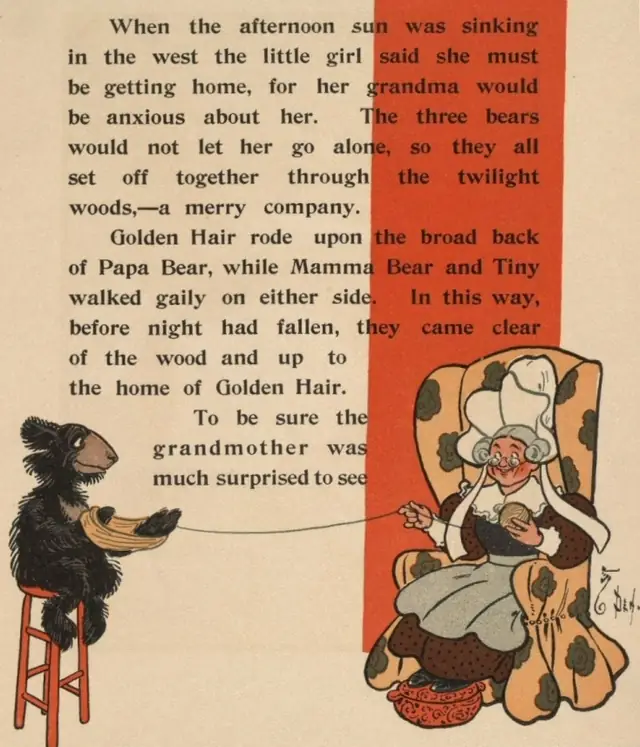 When the afternoon sun was sinking
in the west the little girl said she must
be getting home, for her grandma would
be anxious about her. The three bears
would not let her go alone, so they all
set off together through the twilight
woods,—a merry company.
Golden Hair rode upon the broad back
of Papa Bear, while Mamma Bear and Tiny
walked gaily on either side. In this way,
before night had fallen, they came clear
of the wood and up to
the home of Golden Hair.
To be sure the
grandmother was
much surprised to see
Den.